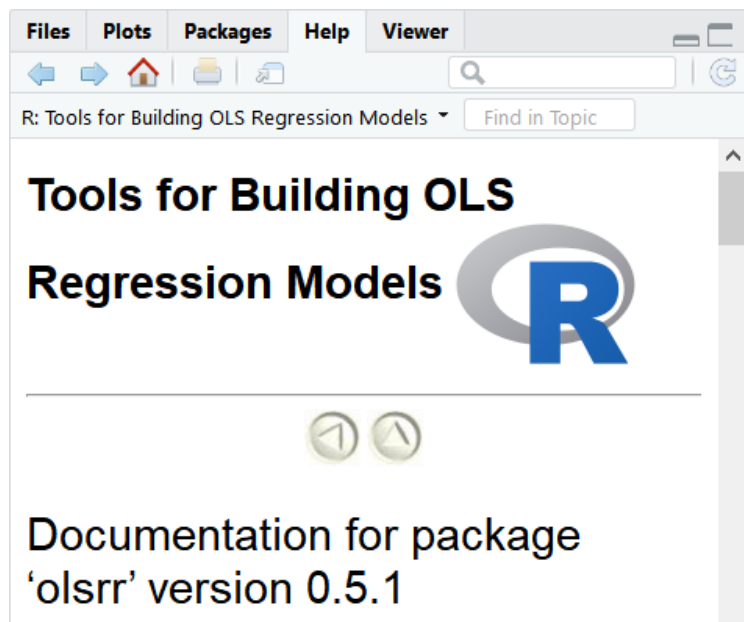 Files Plots Packages Help Viewer
R: Tools for Building OLS Regression Models Find in Topic
Tools for Building OLS
Regression Models R
Documentation for package
‘olsrr’ version 0.5.1